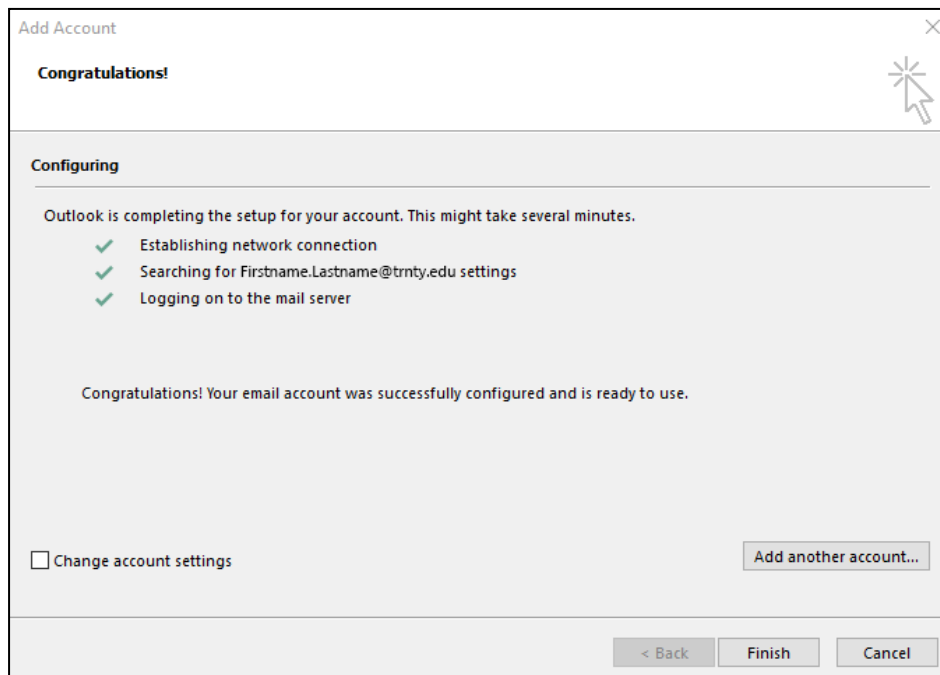 Add Account
Congratulations!
Configuring
Outlook is completing the setup for your account. This might take several minutes.
Establishing network connection
Searching for Firstname.Lastname@trnty.edu settings
Logging on to the mail server
Congratulations! Your email account was successfully configured and is ready to use.
Change account settings
Add another account...
< Back
Finish
Cancel